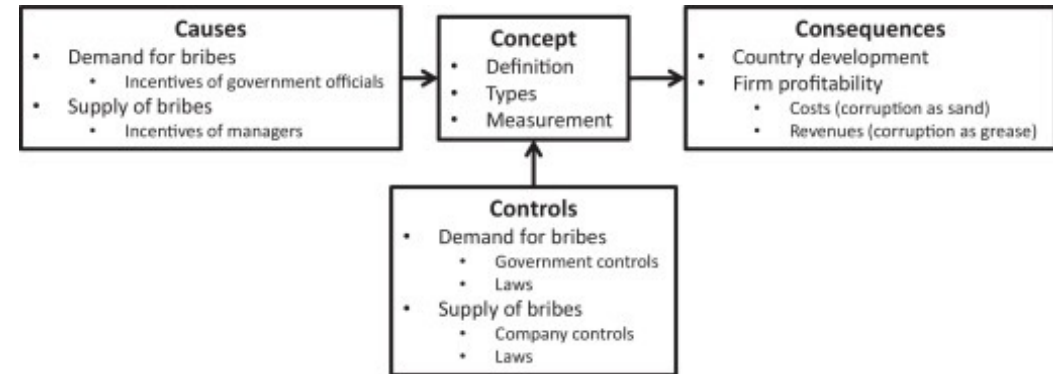 Causes
• Demand for bribes
• Incentives of government officials
• Supply of bribes
• Incentives of managers
Concept
• Definition
• Types
• Measurement
Consequences
• Country development
• Firm profitability
• Costs (corruption as sand)
• Revenues (corruption as grease)
Controls
• Demand for bribes
• Government controls
• Laws
• Supply of bribes
• Company controls
• Laws